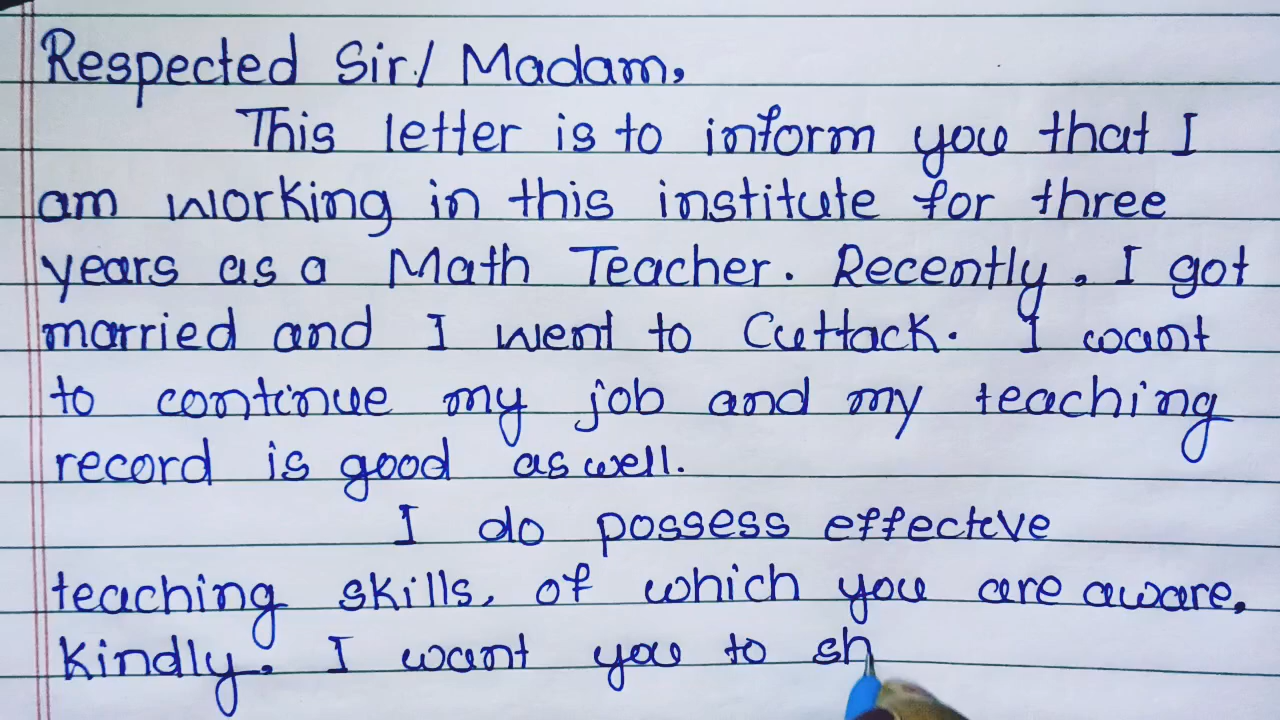 Respected Sir./ Madam,
This letter is to inform you that I
am working in this institute for three
years as a Math Teacher. Recently, I got
married and I went to Cuttack. I want
to continue my job and my teaching
record is good as well.
I do possess effective
teaching skills, of which you are aware.
Kindly, I want you to sh